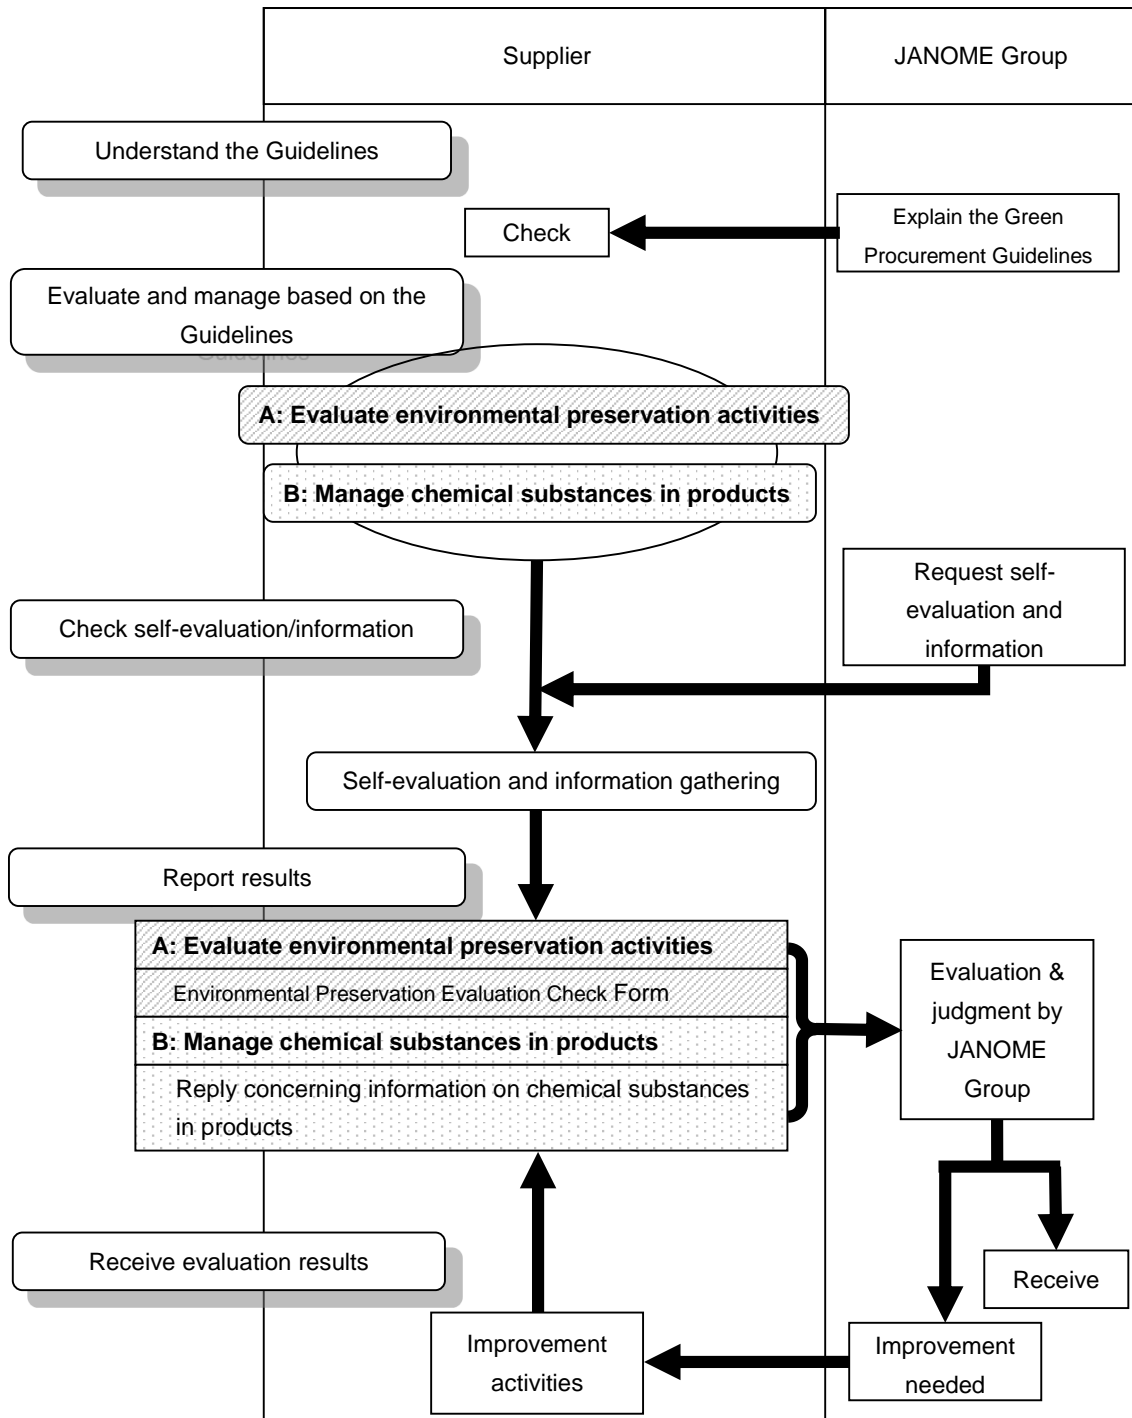 Supplier
JANOME Group
Understand the Guidelines
Check
Explain the Green
Procurement Guidelines
Evaluate and manage based on the
Guidelines
Guidelines
A: Evaluate environmental preservation activities
B: Manage chemical substances in products
Request self-
evaluation and
information
Check self-evaluation/information
Self-evaluation and information gathering
Report results
A: Evaluate environmental preservation activities
Environmental Preservation Evaluation Check Form
B: Manage chemical substances in products
Reply concerning information on chemical substances
in products
Evaluation &
judgment by
JANOME
Group
Receive evaluation results
Receive
Improvement
activities
Improvement
needed